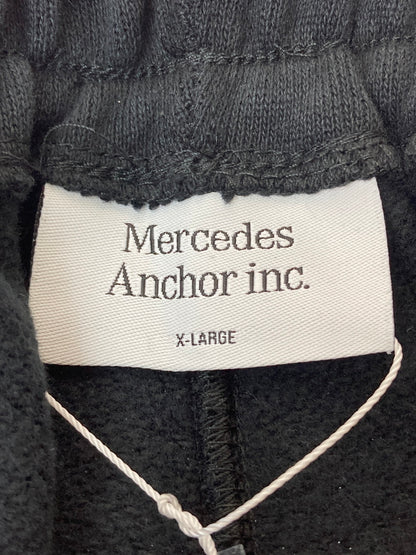 Mercedes
Anchor inc.
X-LARGE